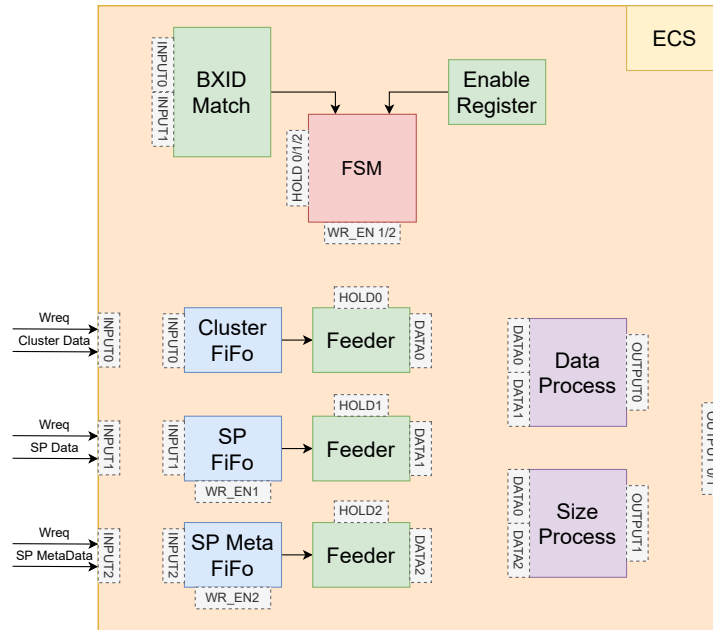 ECS
INPUT0
INPUT1
BXID
Match
Enable
Register
HOLD 0/1/2
FSM
WR_EN 1/2
Wreq
Cluster Data
INPUT0
INPUT0
Cluster
FiFo
HOLD0
Feeder
DATA0
DATA0
DATA1
Data
Process
OUTPUT0
Wreq
SP Data
INPUT1
INPUT1
SP
FiFo
WR_EN1
HOLD1
Feeder
DATA1
OUTPUT 0/1
Wreq
SP MetaData
INPUT2
INPUT2
SP Meta
FiFo
WR_EN2
HOLD2
Feeder
DATA2
DATA0
DATA2
Size
Process
OUTPUT1